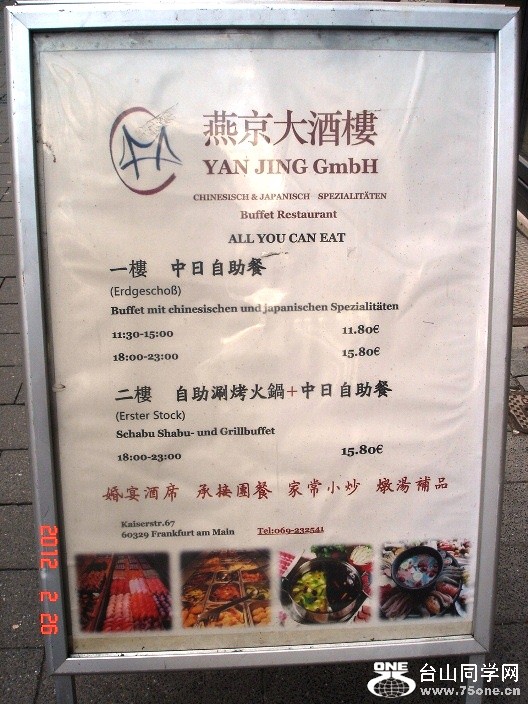 燕京大酒樓
YAN JING GmbH
CHINESISCH & JAPANISCH SPEZIALITÄTEN
Buffet Restaurant
ALL YOU CAN EAT
一樓 中日自助餐
(Erdgeschoß)
Buffet mit chinesischen und japanischen Spezialitäten
11:30-15:00 11.80€
18:00-23:00 15.80€
二樓 自助涮烤火鍋+中日自助餐
(Erster Stock)
Schabu Shabu- und Grillbuffet
18:00-23:00 15.80€
婚宴酒席 承接團餐 家常小炒 燉湯補品
Kaiserstr.67
60329 Frankfurt am Main Tel:069-232541
2012 2 26
ONE 台山同学网
www.75one.cn